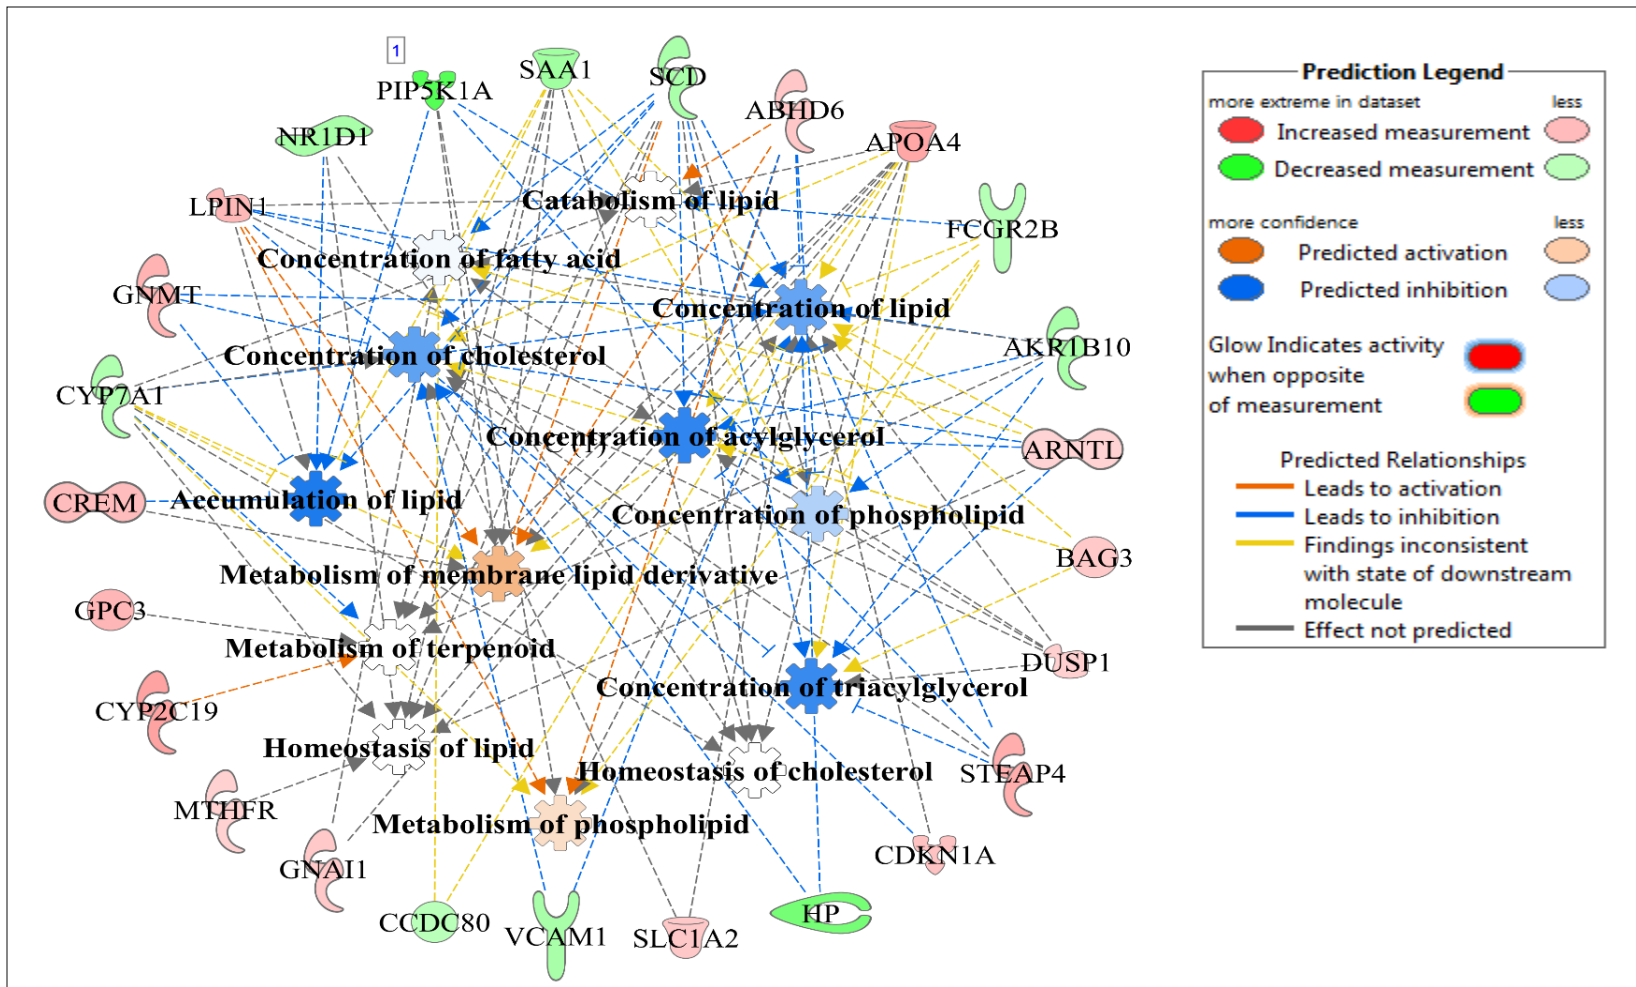 1
PIP5K1A
SAA1
SCD
ABHD6
NR1D1
APOA4
LPIN1
Catabolism of lipid
FCGR2B
Concentration of fatty acid
GNMT
Concentration of lipid
Concentration of cholesterol
AKR1B10
CYP7A1
Concentration of acylglycerol
ARNTL
CREM
Accumulation of lipid
Concentration of phospholipid
BAG3
Metabolism of membrane lipid derivative
GPC3
Metabolism of terpenoid
DUSP1
Concentration of triacylglycerol
CYP2C19
Homeostasis of lipid
Homeostasis of cholesterol
STEAP4
MTHFR
Metabolism of phospholipid
GNAI1
CDKN1A
CCDC80
VCAM1
SLC1A2
HP
Prediction Legend
more extreme in dataset less
Increased measurement
Decreased measurement
more confidence less
Predicted activation
Predicted inhibition
Glow Indicates activity
when opposite
of measurement
Predicted Relationships
Leads to activation
Leads to inhibition
Findings inconsistent
with state of downstream
molecule
Effect not predicted